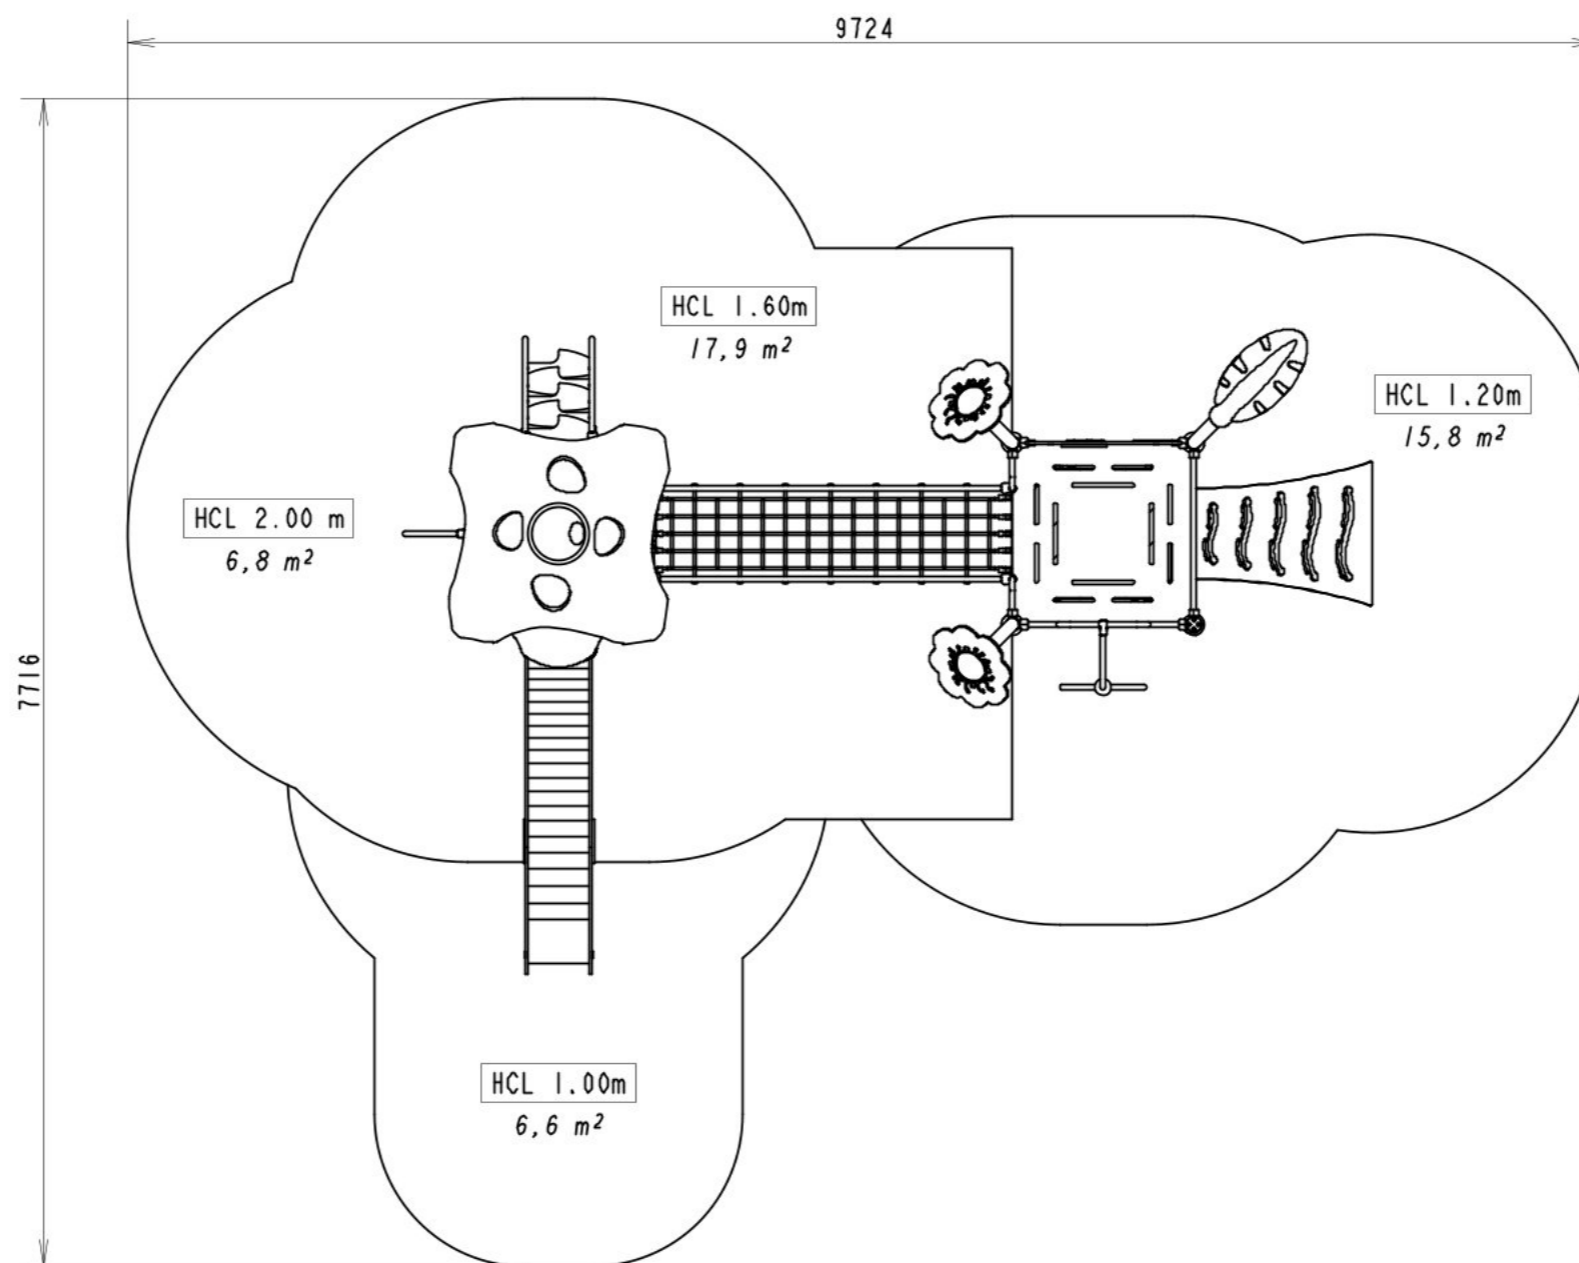 9724
HCL 1.60m
17,9 m²
HCL 1.20m
15,8 m²
HCL 2.00 m
6,8 m²
7716
HCL 1.00m
6,6 m²